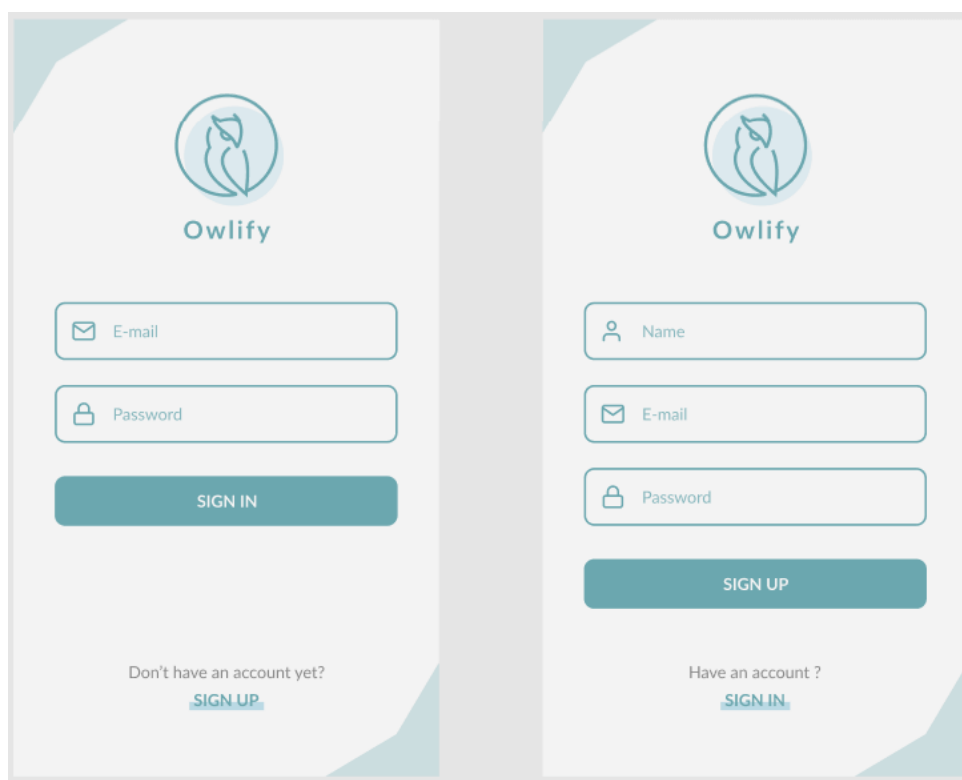 Owlify
E-mail
Password
SIGN IN
Don't have an account yet?
SIGN UP
Owlify
Name
E-mail
Password
SIGN UP
Have an account ?
SIGN IN